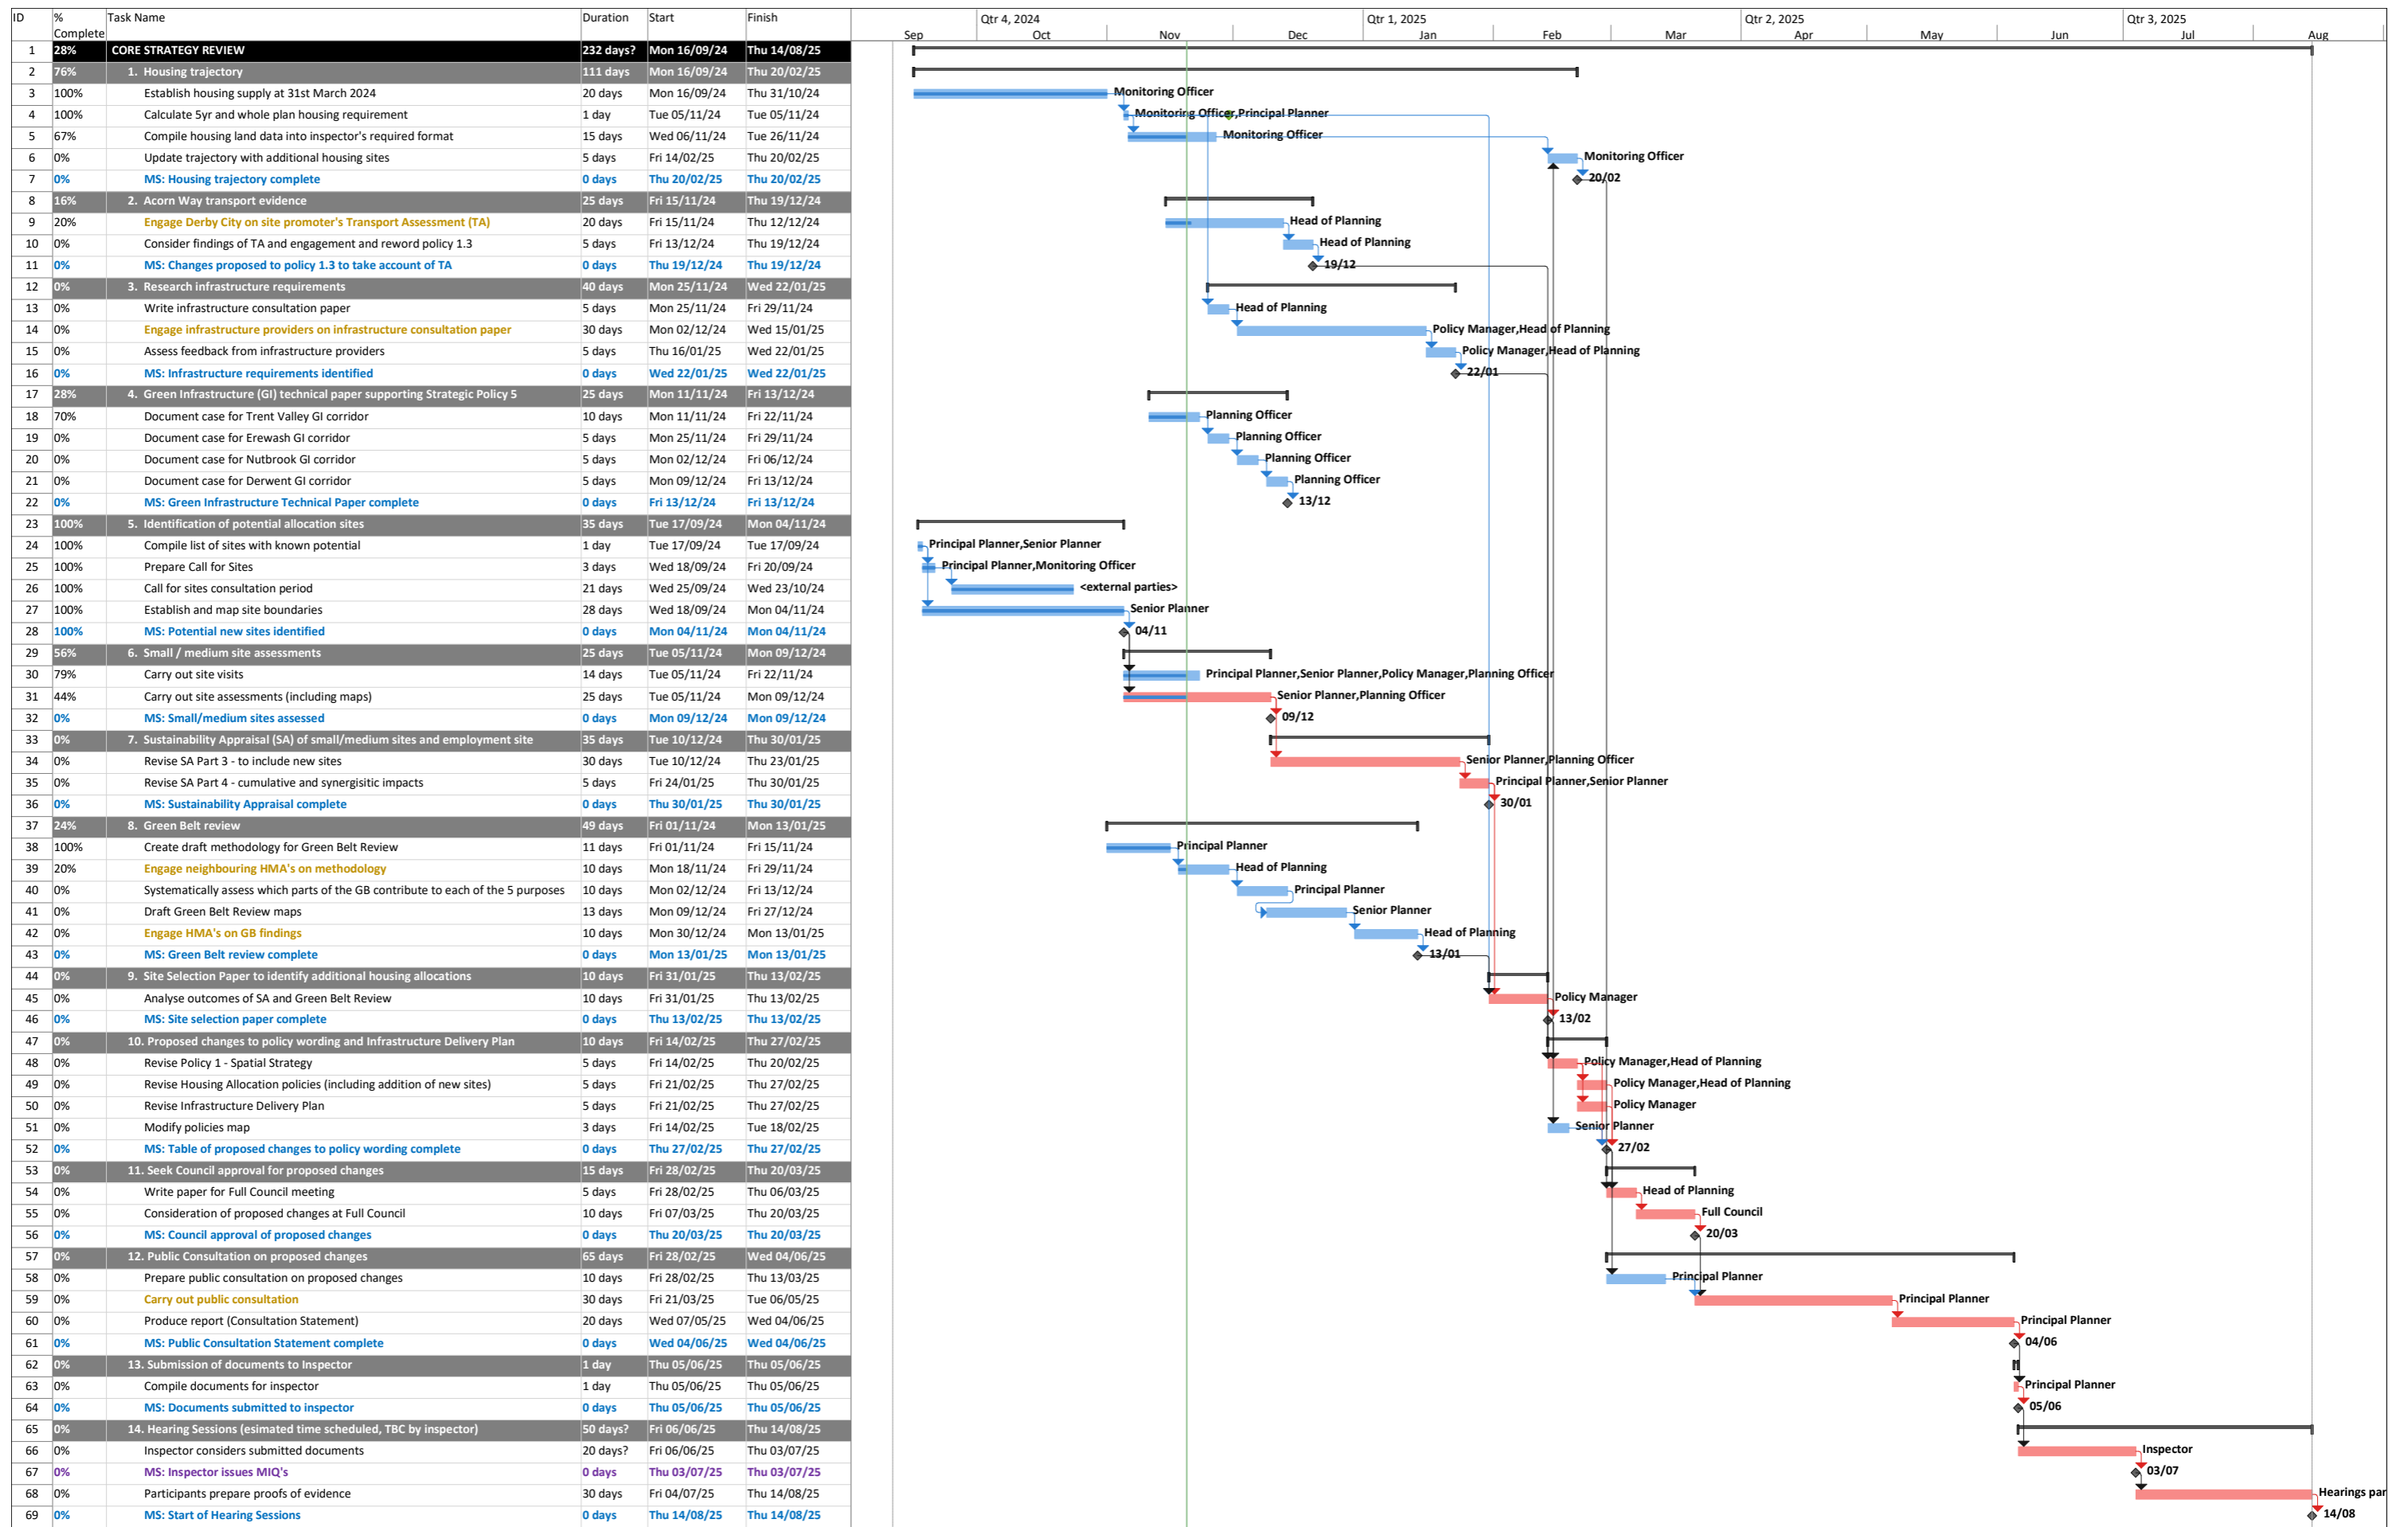 ID % Complete Task Name Duration Start Finish
Qtr 4, 2024 Qtr 1, 2025 Qtr 2, 2025 Qtr 3, 2025
Sep Oct Nov Dec Jan Feb Mar Apr May Jun Jul Aug
1 28% CORE STRATEGY REVIEW 232 days? Mon 16/09/24 Thu 14/08/25
2 76% 1. Housing trajectory 111 days Mon 16/09/24 Thu 20/02/25
3 100% Establish housing supply at 31st March 2024 20 days Mon 16/09/24 Thu 31/10/24 Monitoring Officer
4 100% Calculate 5yr and whole plan housing requirement 1 day Tue 05/11/24 Tue 05/11/24 Monitoring Officer,Principal Planner
5 67% Compile housing land data into inspector's required format 15 days Wed 06/11/24 Tue 26/11/24 Monitoring Officer
6 0% Update trajectory with additional housing sites 5 days Fri 14/02/25 Thu 20/02/25 Monitoring Officer
7 0% MS: Housing trajectory complete 0 days Thu 20/02/25 Thu 20/02/25 20/02
8 16% 2. Acorn Way transport evidence 25 days Fri 15/11/24 Thu 19/12/24
9 20% Engage Derby City on site promoter's Transport Assessment (TA) 20 days Fri 15/11/24 Thu 12/12/24 Head of Planning
10 0% Consider findings of TA and engagement and reword policy 1.3 5 days Fri 13/12/24 Thu 19/12/24 Head of Planning
11 0% MS: Changes proposed to policy 1.3 to take account of TA 0 days Thu 19/12/24 Thu 19/12/24 19/12
12 0% 3. Research infrastructure requirements 40 days Mon 25/11/24 Wed 22/01/25
13 0% Write infrastructure consultation paper 5 days Mon 25/11/24 Fri 29/11/24 Head of Planning
14 0% Engage infrastructure providers on infrastructure consultation paper 30 days Mon 02/12/24 Wed 15/01/25 Policy Manager,Head of Planning
15 0% Assess feedback from infrastructure providers 5 days Thu 16/01/25 Wed 22/01/25 Policy Manager,Head of Planning
16 0% MS: Infrastructure requirements identified 0 days Wed 22/01/25 Wed 22/01/25 22/01
17 28% 4. Green Infrastructure (GI) technical paper supporting Strategic Policy 5 25 days Mon 11/11/24 Fri 13/12/24
18 70% Document case for Trent Valley GI corridor 10 days Mon 11/11/24 Fri 22/11/24 Planning Officer
19 0% Document case for Erewash GI corridor 5 days Mon 25/11/24 Fri 29/11/24 Planning Officer
20 0% Document case for Nutbrook GI corridor 5 days Mon 02/12/24 Fri 06/12/24 Planning Officer
21 0% Document case for Derwent GI corridor 5 days Mon 09/12/24 Fri 13/12/24 Planning Officer
22 0% MS: Green Infrastructure Technical Paper complete 0 days Fri 13/12/24 Fri 13/12/24 13/12
23 100% 5. Identification of potential allocation sites 35 days Tue 17/09/24 Mon 04/11/24
24 100% Compile list of sites with known potential 1 day Tue 17/09/24 Tue 17/09/24 Principal Planner,Senior Planner
25 100% Prepare Call for Sites 3 days Wed 18/09/24 Fri 20/09/24 Principal Planner,Monitoring Officer
26 100% Call for sites consultation period 21 days Wed 25/09/24 Wed 23/10/24 <external parties>
27 100% Establish and map site boundaries 28 days Wed 18/09/24 Mon 04/11/24 Senior Planner
28 100% MS: Potential new sites identified 0 days Mon 04/11/24 Mon 04/11/24 04/11
29 56% 6. Small / medium site assessments 25 days Tue 05/11/24 Mon 09/12/24
30 79% Carry out site visits 14 days Tue 05/11/24 Fri 22/11/24 Principal Planner,Senior Planner,Policy Manager,Planning Officer
31 44% Carry out site assessments (including maps) 25 days Tue 05/11/24 Mon 09/12/24 Senior Planner,Planning Officer
32 0% MS: Small/medium sites assessed 0 days Mon 09/12/24 Mon 09/12/24 09/12
33 0% 7. Sustainability Appraisal (SA) of small/medium sites and employment site 35 days Tue 10/12/24 Thu 30/01/25
34 0% Revise SA Part 3 - to include new sites 30 days Tue 10/12/24 Thu 23/01/25 Senior Planner,Planning Officer
35 0% Revise SA Part 4 - cumulative and synergisitic impacts 5 days Fri 24/01/25 Thu 30/01/25 Principal Planner,Senior Planner
36 0% MS: Sustainability Appraisal complete 0 days Thu 30/01/25 Thu 30/01/25 30/01
37 24% 8. Green Belt review 49 days Fri 01/11/24 Mon 13/01/25
38 100% Create draft methodology for Green Belt Review 11 days Fri 01/11/24 Fri 15/11/24 Principal Planner
39 20% Engage neighbouring HMA's on methodology 10 days Mon 18/11/24 Fri 29/11/24 Head of Planning
40 0% Systematically assess which parts of the GB contribute to each of the 5 purposes 10 days Mon 02/12/24 Fri 13/12/24 Principal Planner
41 0% Draft Green Belt Review maps 13 days Mon 09/12/24 Fri 27/12/24 Senior Planner
42 0% Engage HMA's on GB findings 10 days Mon 30/12/24 Mon 13/01/25 Head of Planning
43 0% MS: Green Belt review complete 0 days Mon 13/01/25 Mon 13/01/25 13/01
44 0% 9. Site Selection Paper to identify additional housing allocations 10 days Fri 31/01/25 Thu 13/02/25
45 0% Analyse outcomes of SA and Green Belt Review 10 days Fri 31/01/25 Thu 13/02/25 Policy Manager
46 0% MS: Site selection paper complete 0 days Thu 13/02/25 Thu 13/02/25 13/02
47 0% 10. Proposed changes to policy wording and Infrastructure Delivery Plan 10 days Fri 14/02/25 Thu 27/02/25
48 0% Revise Policy 1 - Spatial Strategy 5 days Fri 14/02/25 Thu 20/02/25 Policy Manager,Head of Planning
49 0% Revise Housing Allocation policies (including addition of new sites) 5 days Fri 21/02/25 Thu 27/02/25 Policy Manager,Head of Planning
50 0% Revise Infrastructure Delivery Plan 5 days Fri 21/02/25 Thu 27/02/25 Policy Manager
51 0% Modify policies map 3 days Fri 14/02/25 Tue 18/02/25 Senior Planner
52 0% MS: Table of proposed changes to policy wording complete 0 days Thu 27/02/25 Thu 27/02/25 27/02
53 0% 11. Seek Council approval for proposed changes 15 days Fri 28/02/25 Thu 20/03/25
54 0% Write paper for Full Council meeting 5 days Fri 28/02/25 Thu 06/03/25 Head of Planning
55 0% Consideration of proposed changes at Full Council 10 days Fri 07/03/25 Thu 20/03/25 Full Council
56 0% MS: Council approval of proposed changes 0 days Thu 20/03/25 Thu 20/03/25 20/03
57 0% 12. Public Consultation on proposed changes 65 days Fri 28/02/25 Wed 04/06/25
58 0% Prepare public consultation on proposed changes 10 days Fri 28/02/25 Thu 13/03/25 Principal Planner
59 0% Carry out public consultation 30 days Fri 21/03/25 Tue 06/05/25 Principal Planner
60 0% Produce report (Consultation Statement) 20 days Wed 07/05/25 Wed 04/06/25 Principal Planner
61 0% MS: Public Consultation Statement complete 0 days Wed 04/06/25 Wed 04/06/25 04/06
62 0% 13. Submission of documents to Inspector 1 day Thu 05/06/25 Thu 05/06/25
63 0% Compile documents for inspector 1 day Thu 05/06/25 Thu 05/06/25 Principal Planner
64 0% MS: Documents submitted to inspector 0 days Thu 05/06/25 Thu 05/06/25 05/06
65 0% 14. Hearing Sessions (esimated time scheduled, TBC by inspector) 50 days? Fri 06/06/25 Thu 14/08/25
66 0% Inspector considers submitted documents 20 days? Fri 06/06/25 Thu 03/07/25 Inspector
67 0% MS: Inspector issues MIQ's 0 days Thu 03/07/25 Thu 03/07/25 03/07
68 0% Participants prepare proofs of evidence 30 days Fri 04/07/25 Thu 14/08/25 Hearings par
69 0% MS: Start of Hearing Sessions 0 days Thu 14/08/25 Thu 14/08/25 14/08